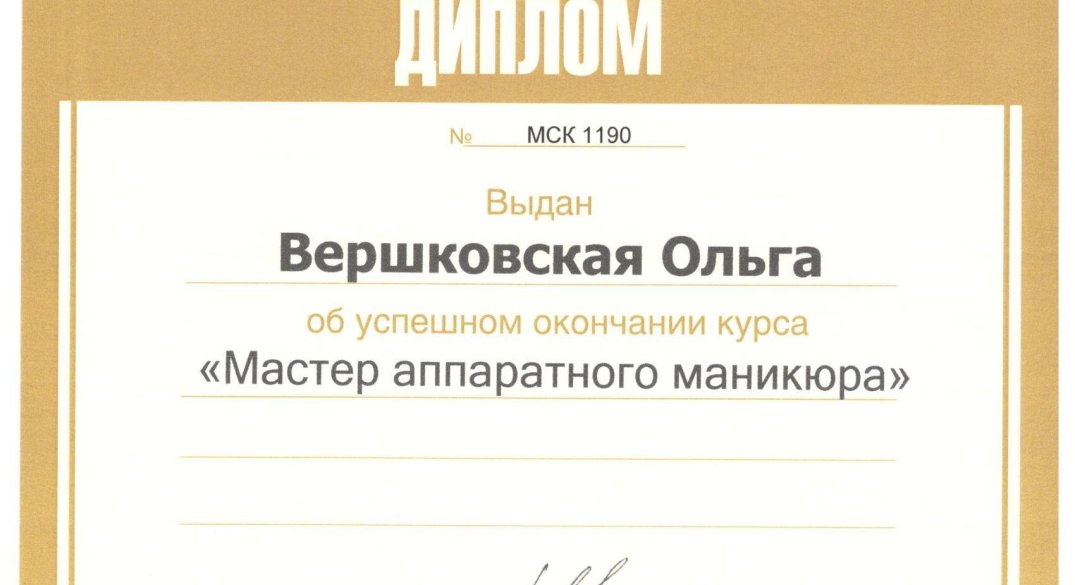 ДИПЛОМ
№ МСК 1190
Выдан
Вершковская Ольга
об успешном окончании курса
«Мастер аппаратного маникюра»